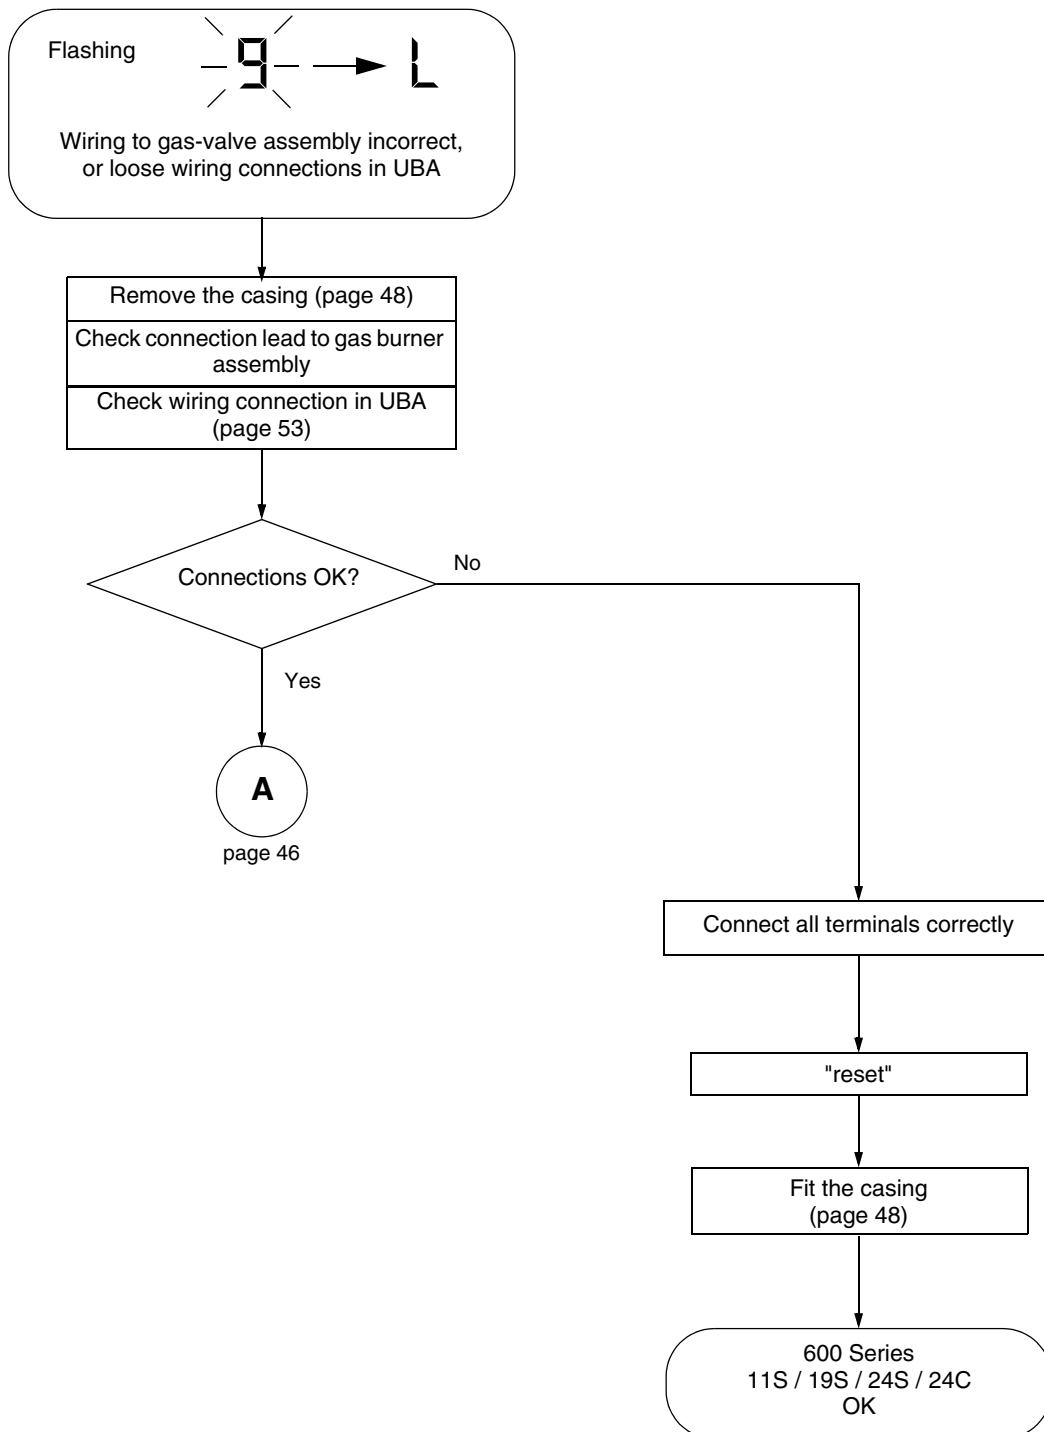 Flashing
9 L
Wiring to gas-valve assembly incorrect,
or loose wiring connections in UBA
Remove the casing (page 48)
Check connection lead to gas burner
assembly
Check wiring connection in UBA
(page 53)
Connections OK?
No
Yes
A
page 46
Connect all terminals correctly
"reset"
Fit the casing
(page 48)
600 Series
11S / 19S / 24S / 24C
OK